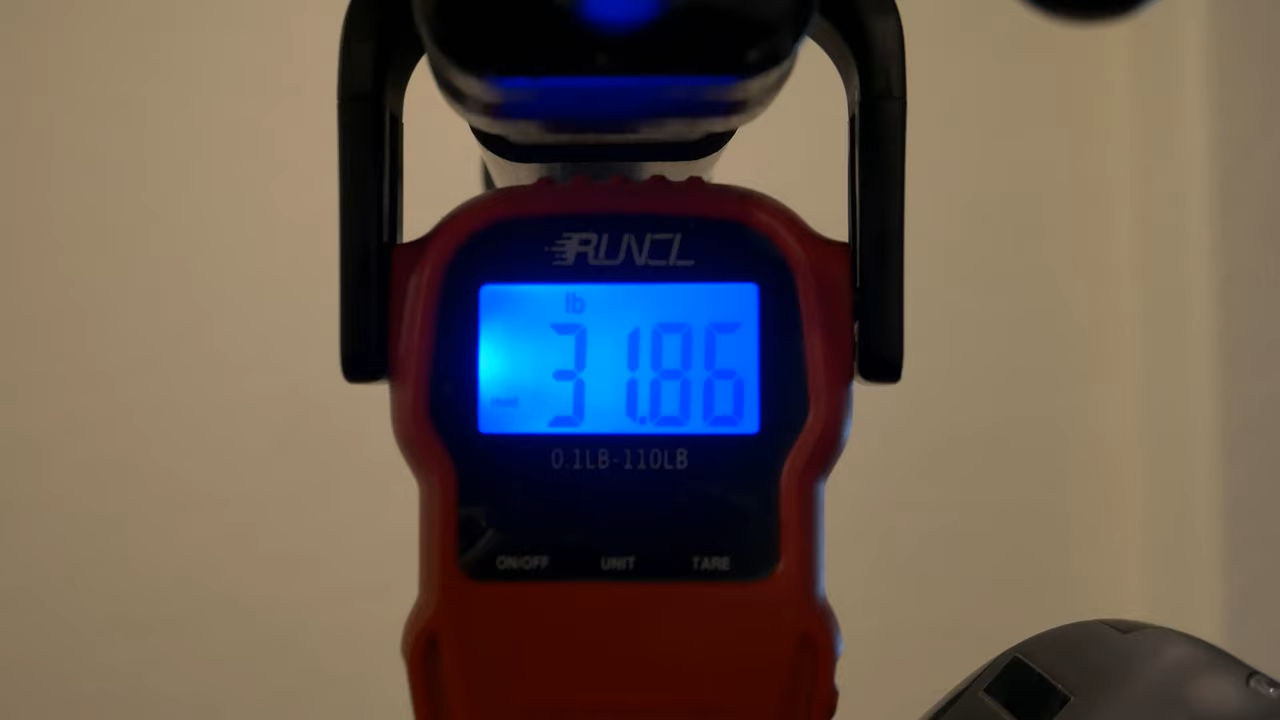 RUNCL
lb
- 31.86
0.1LB-110LB
ON/OFF UNIT TARE